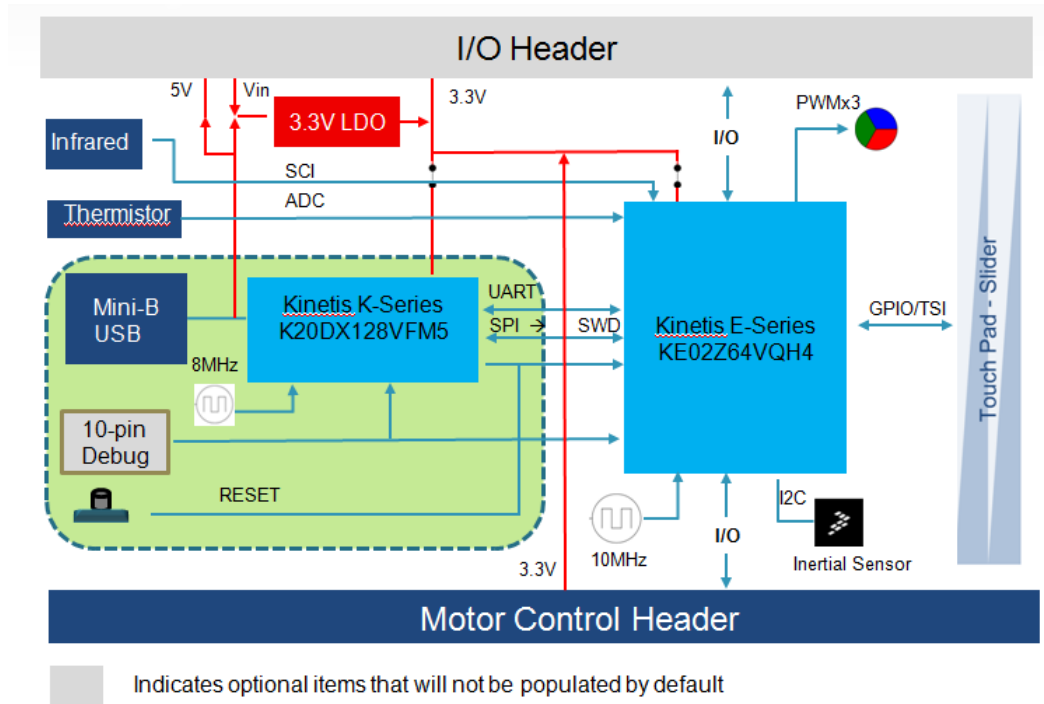 I/O Header
5V
Vin
3.3V
3.3V LDO
PWMx3
I/O
Infrared
SCI
ADC
Thermistor
Mini-B
USB
Kinetis K-Series
K20DX128VFM5
UART
SPI → SWD
Kinetis E-Series
KE02Z64VQH4
GPIO/TSI
Touch Pad - Slider
8MHz
10-pin
Debug
RESET
I2C
10MHz
I/O
Inertial Sensor
3.3V
Motor Control Header
Indicates optional items that will not be populated by default